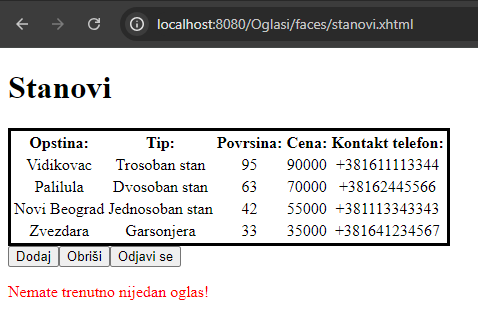 localhost:8080/Oglasi/faces/stanovi.xhtml
Stanovi
Opstina: Tip: Povrsina: Cena: Kontakt telefon:
Vidikovac Trosoban stan 95 90000 +381611113344
Palilula Dvosoban stan 63 70000 +38162445566
Novi Beograd Jednosoban stan 42 55000 +381113343343
Zvezdara Garsonjera 33 35000 +381641234567
Dodaj Obriši Odjavi se
Nemate trenutno nijedan oglas!